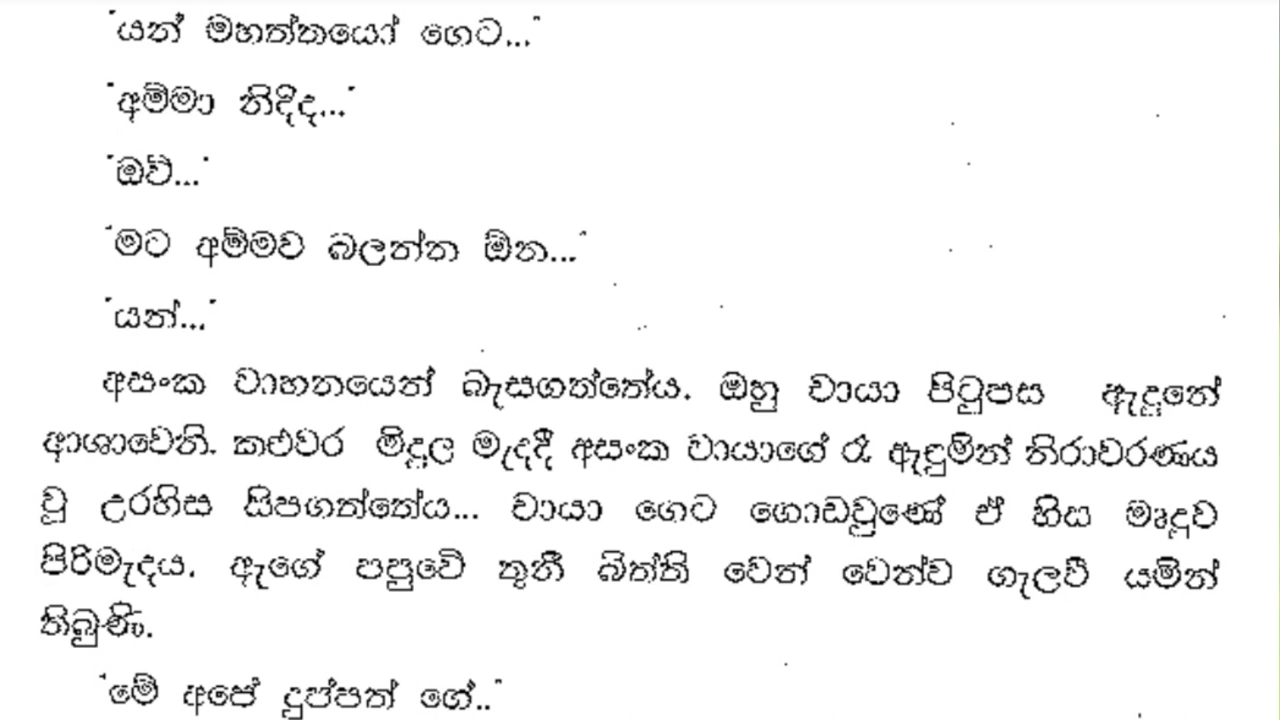 "යන් මහත්තයෝ ගෙට..."
"අම්මා නිදිද..."
"ඔව්..."
"මට අම්මව බලන්න ඕන..."
"යන්..."
අසංක වාහනයෙන් බැසගත්තේය. ඔහු චායා පිටුපස ඇදුනේ
ආශාවෙනි. කළුවර මිදුල මැදදී අසංක චායාගේ රෑ ඇඳුමින් නිරාවරණය
වූ උරහිස සිපගත්තේය... චායා ගෙට ගොඩවුණේ ඒ හිස මෘදුව
පිරිමැදය. ඇගේ පපුවේ තුනී බිත්ති වෙන් වෙන්ව ගැලවී යමින්
තිබුණි.
"මේ අපේ දුප්පත් ගේ.."